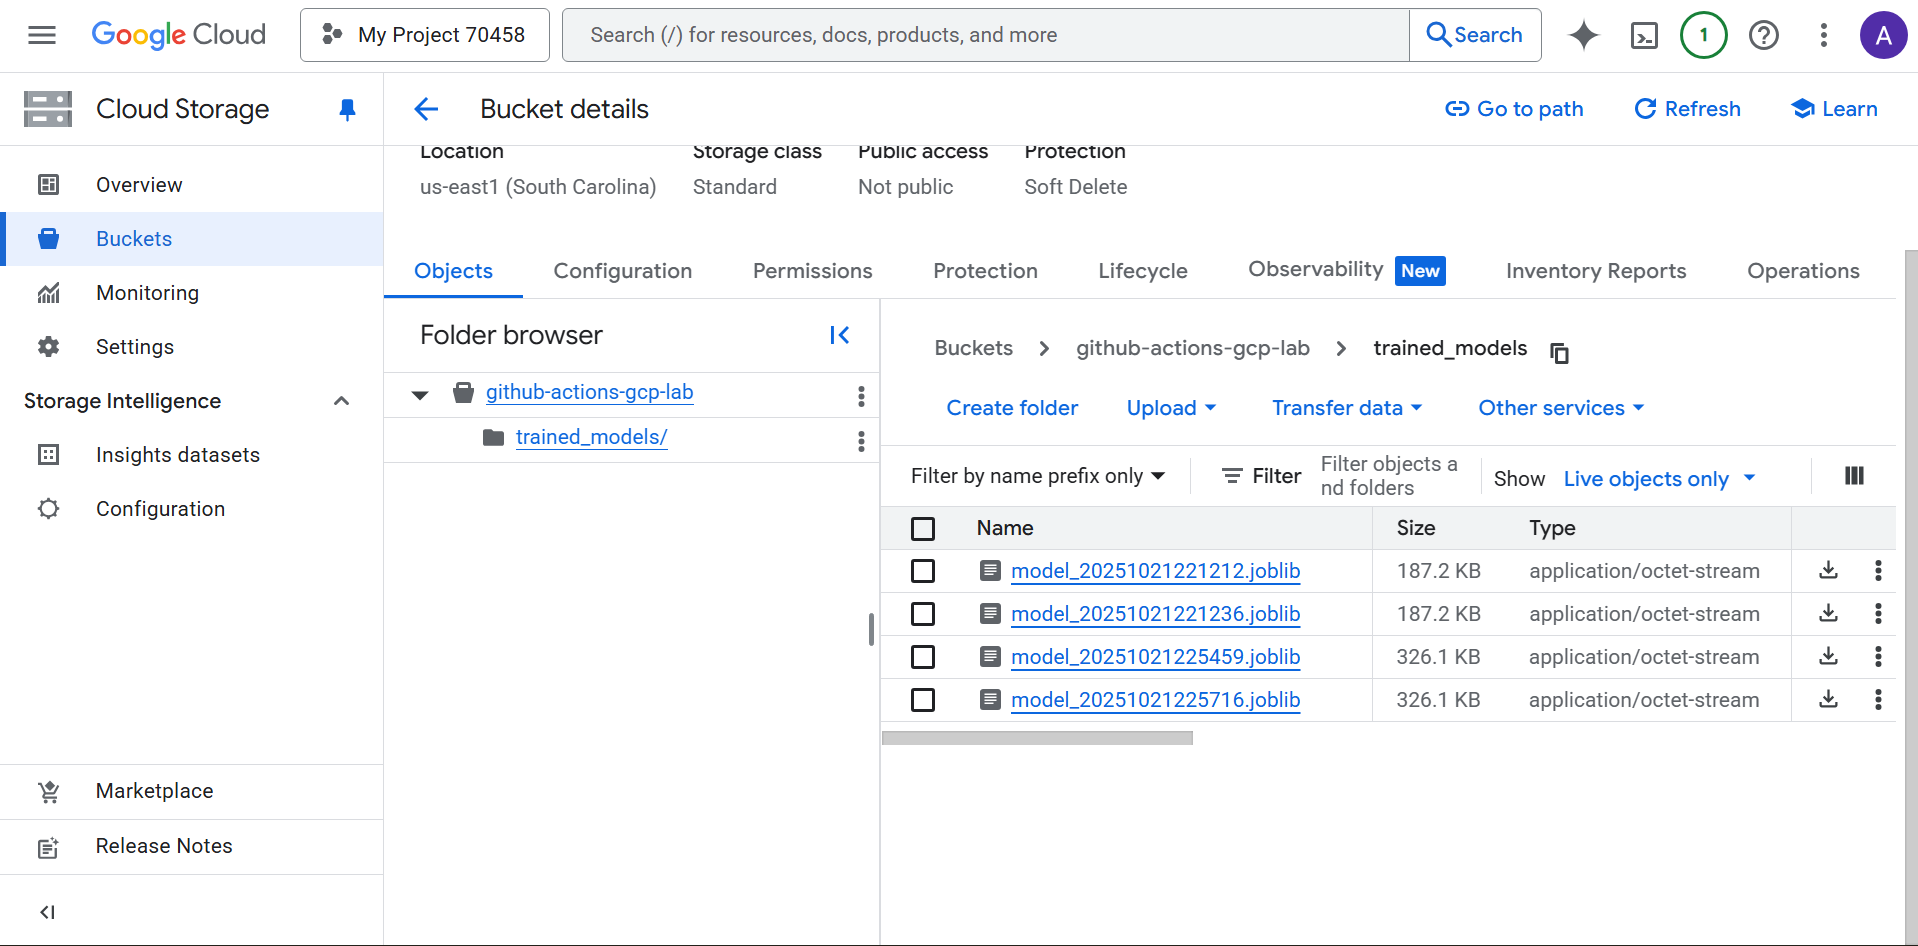 Google Cloud
My Project 70458
Search (/) for resources, docs, products, and more
Search
1
A
Cloud Storage
Bucket details
Go to path
Refresh
Learn
Overview
Buckets
Monitoring
Settings
Storage Intelligence
Insights datasets
Configuration
Marketplace
Release Notes
Location Storage class Public access Protection
us-east1 (South Carolina) Standard Not public Soft Delete
Objects Configuration Permissions Protection Lifecycle Observability New Inventory Reports Operations
Folder browser
github-actions-gcp-lab
trained_models/
Buckets github-actions-gcp-lab trained_models
Create folder Upload Transfer data Other services
Filter by name prefix only
Filter
Filter objects a
nd folders
Show Live objects only
Name Size Type
model_20251021221212.joblib 187.2 KB application/octet-stream
model_20251021221236.joblib 187.2 KB application/octet-stream
model_20251021225459.joblib 326.1 KB application/octet-stream
model_20251021225716.joblib 326.1 KB application/octet-stream